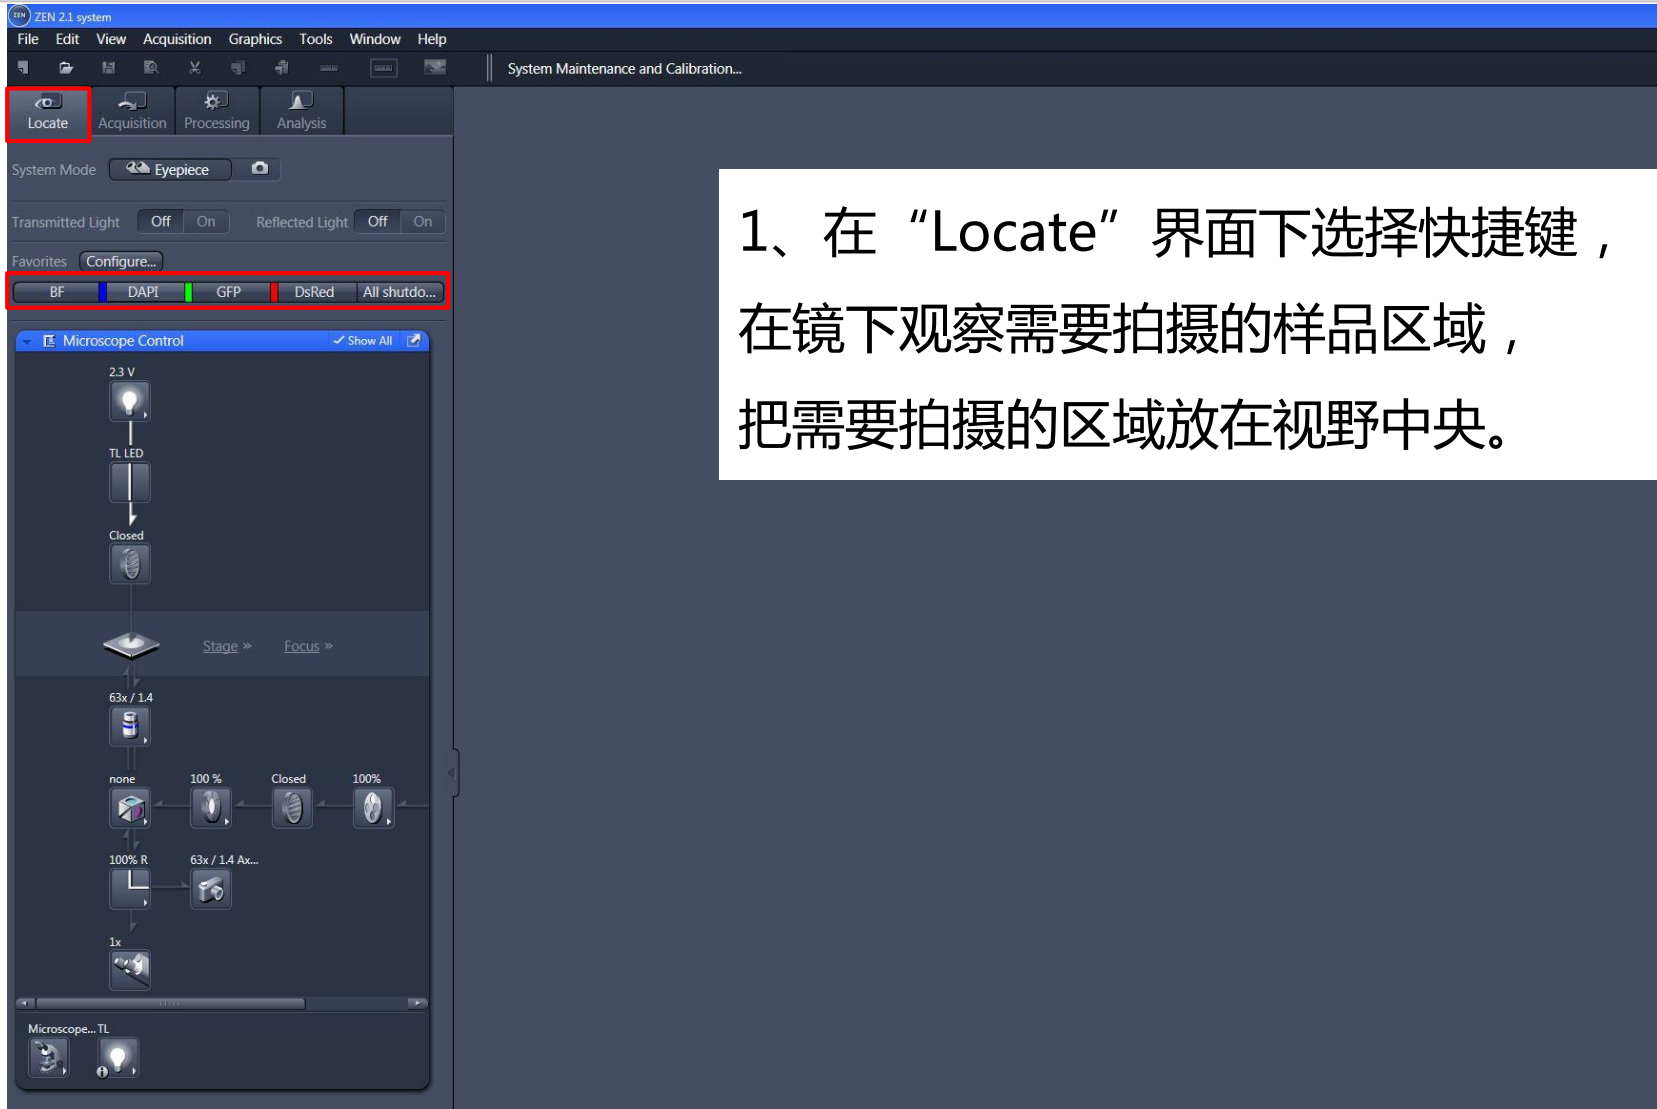 ZEN ZEN 2.1 system
File Edit View Acquisition Graphics Tools Window Help
System Maintenance and Calibration...
Locate Acquisition Processing Analysis
System Mode Eyepiece
Transmitted Light Off On Reflected Light Off On
Favorites Configure...
BF DAPI GFP DsRed All shutdo...
Microscope Control Show All
2.3 V
TL LED
Closed
Stage » Focus »
63x / 1.4
none 100 % Closed 100%
100% R 63x / 1.4 Ax...
1x
Microscope... TL
1、在“Locate”界面下选择快捷键，
在镜下观察需要拍摄的样品区域，
把需要拍摄的区域放在视野中央。